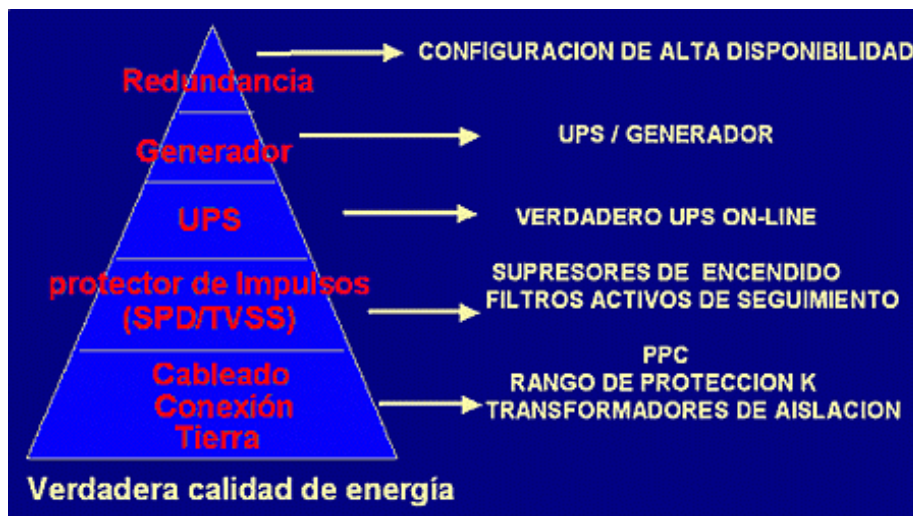 CONFIGURACION DE ALTA DISPONIBILIDAD
Redundancia
Generador
UPS / GENERADOR
UPS
VERDADERO UPS ON-LINE
protector de Impulsos
(SPD/TVSS)
SUPRESORES DE ENCENDIDO
FILTROS ACTIVOS DE SEGUIMIENTO
Cableado
Conexión
Tierra
PPC
RANGO DE PROTECCION K
TRANSFORMADORES DE AISLACION
Verdadera calidad de energía